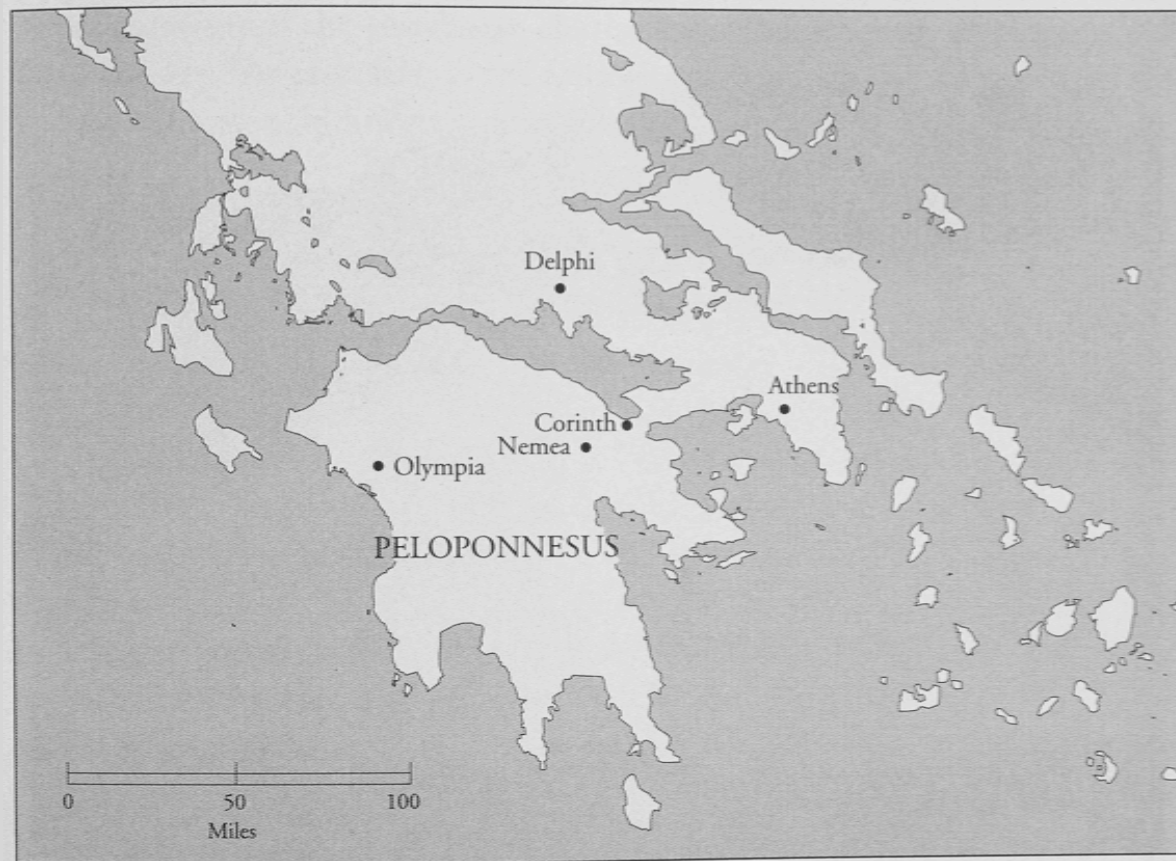 Delphi
Athens
Corinth
Nemea
Olympia
PELOPONNESUS
0 50 100
Miles